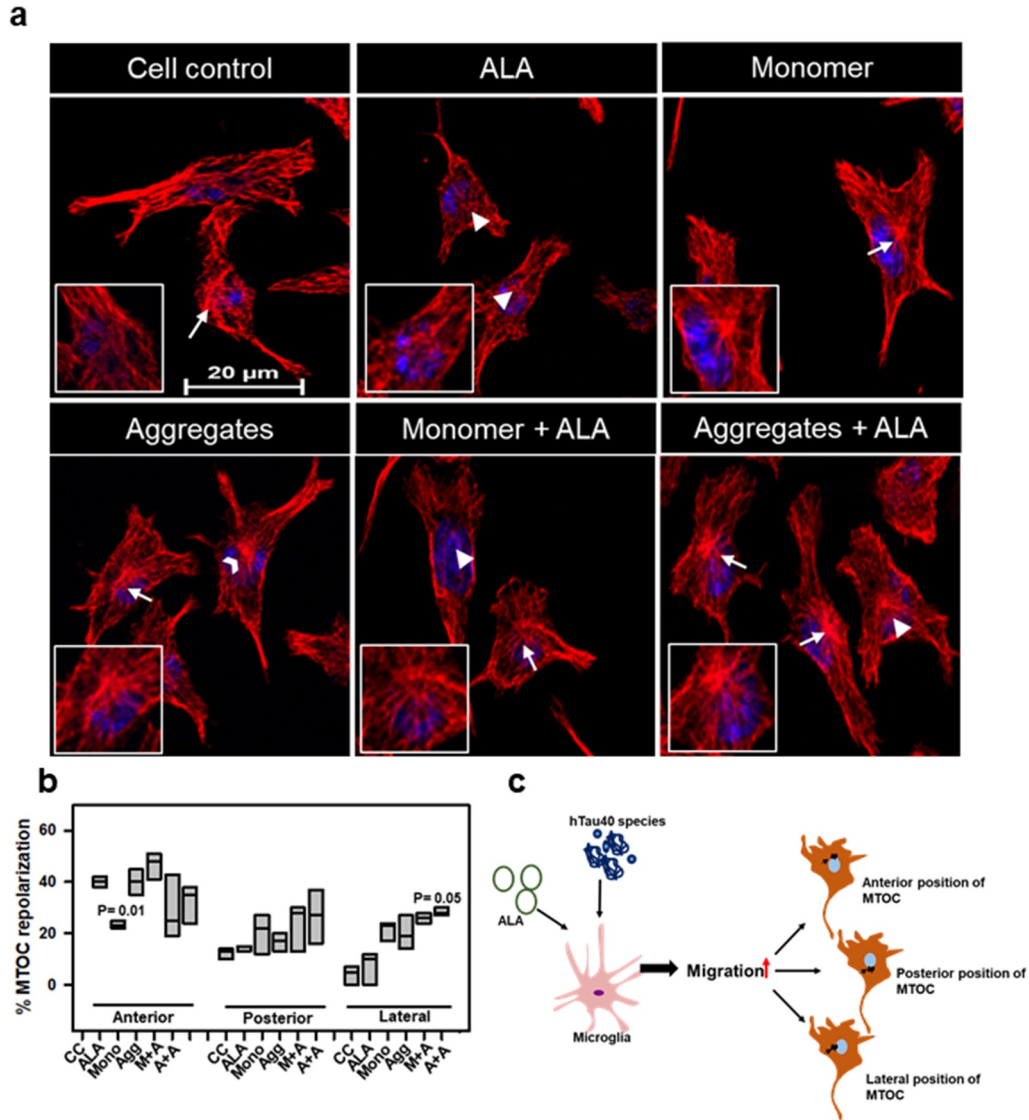 a
Cell control
ALA
Monomer
20 µm
Aggregates
Monomer + ALA
Aggregates + ALA
b
% MTOC repolarization
60
40
20
0
P= 0.01
P= 0.05
Anterior
Posterior
Lateral
CC
ALA
Mono
Agg
M+A
A+A
CC
ALA
Mono
Agg
M+A
A+A
CC
ALA
Mono
Agg
M+A
A+A
c
hTau40 species
ALA
Microglia
Migration
Anterior position of
MTOC
Posterior position of
MTOC
Lateral position of
MTOC